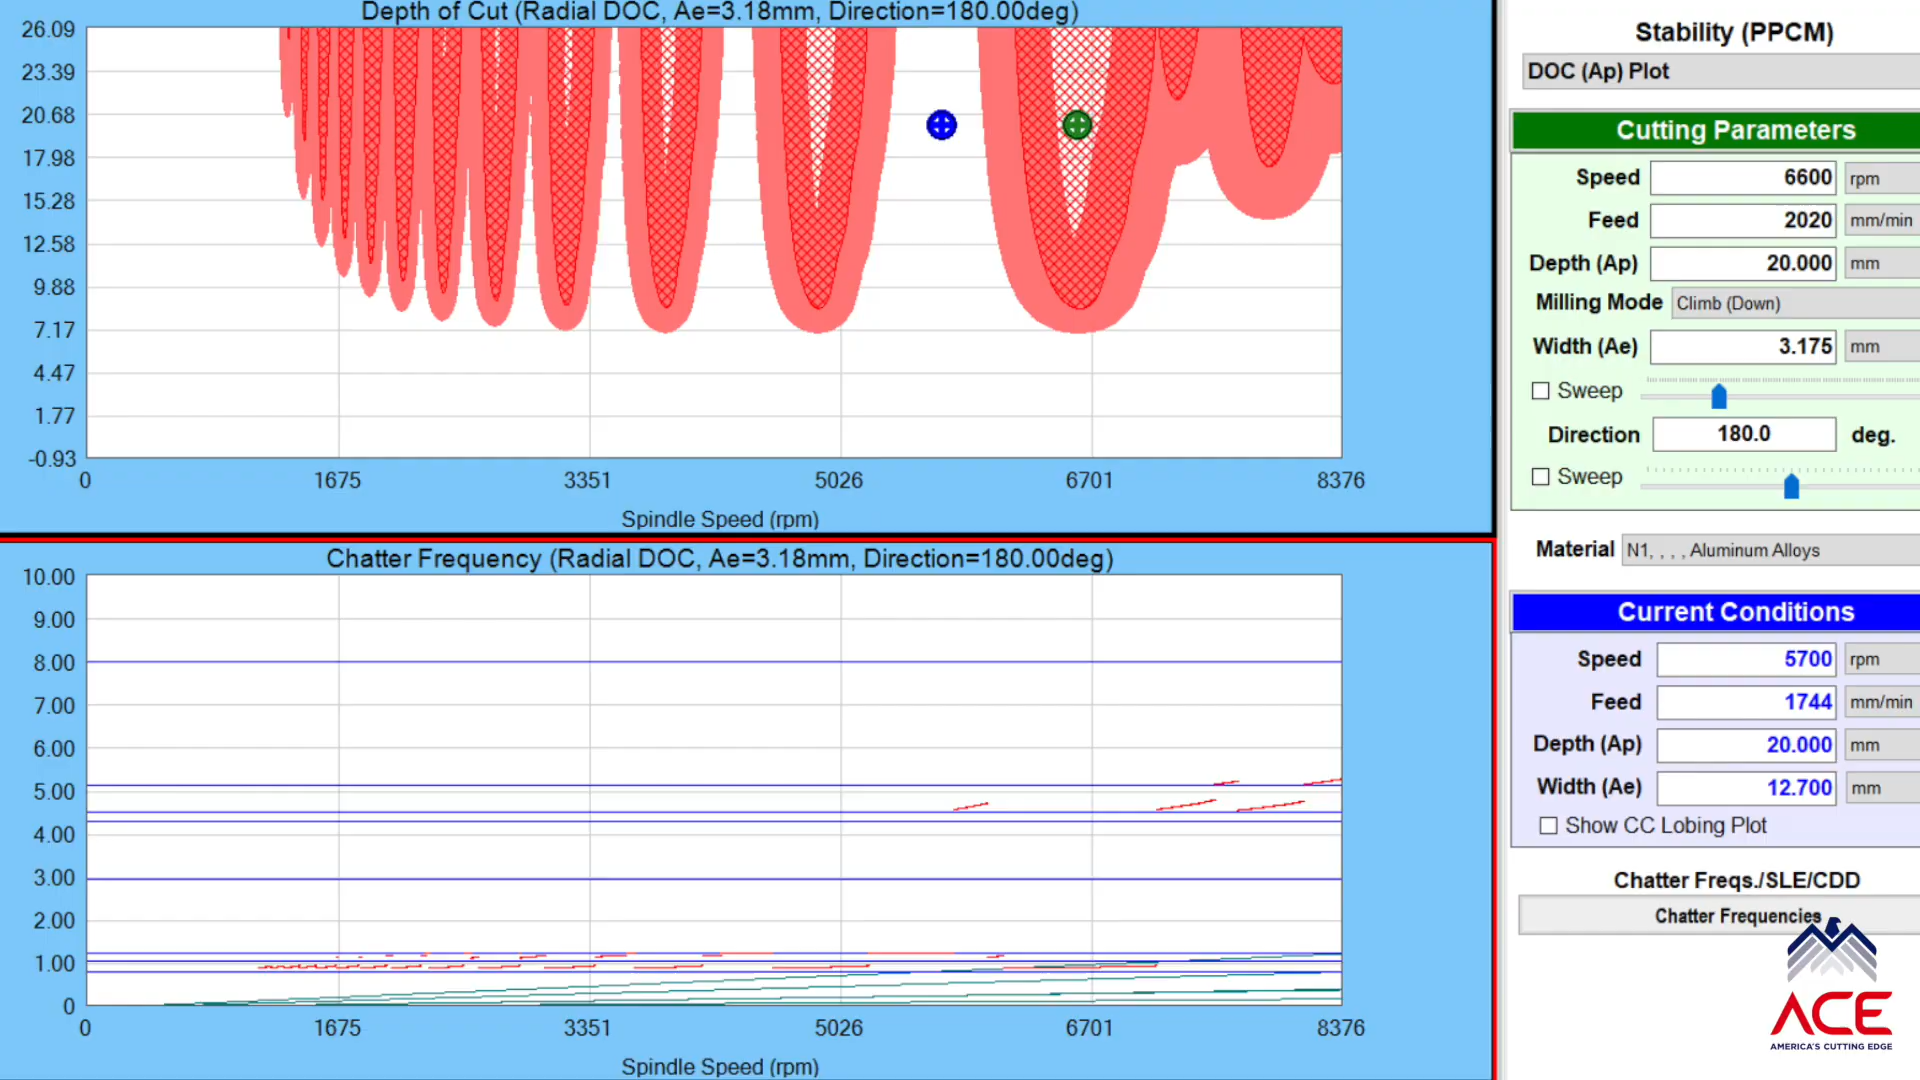 Depth of Cut (Radial DOC, Ae=3.18mm, Direction=180.00deg)
26.09
23.39
20.68
17.98
15.28
12.58
9.88
7.17
4.47
1.77
-0.93
0 1675 3351 5026 6701 8376
Spindle Speed (rpm)
Chatter Frequency (Radial DOC, Ae=3.18mm, Direction=180.00deg)
10.00
9.00
8.00
7.00
6.00
5.00
4.00
3.00
2.00
1.00
0
0 1675 3351 5026 6701 8376
Spindle Speed (rpm)
Stability (PPCM)
DOC (Ap) Plot
Cutting Parameters
Speed 6600 rpm
Feed 2020 mm/min
Depth (Ap) 20.000 mm
Milling Mode Climb (Down)
Width (Ae) 3.175 mm
Sweep
Direction 180.0 deg.
Sweep
Material N1, , , , Aluminum Alloys
Current Conditions
Speed 5700 rpm
Feed 1744 mm/min
Depth (Ap) 20.000 mm
Width (Ae) 12.700 mm
Show CC Lobing Plot
Chatter Freqs./SLE/CDD
Chatter Frequencies
ACE
AMERICA'S CUTTING EDGE